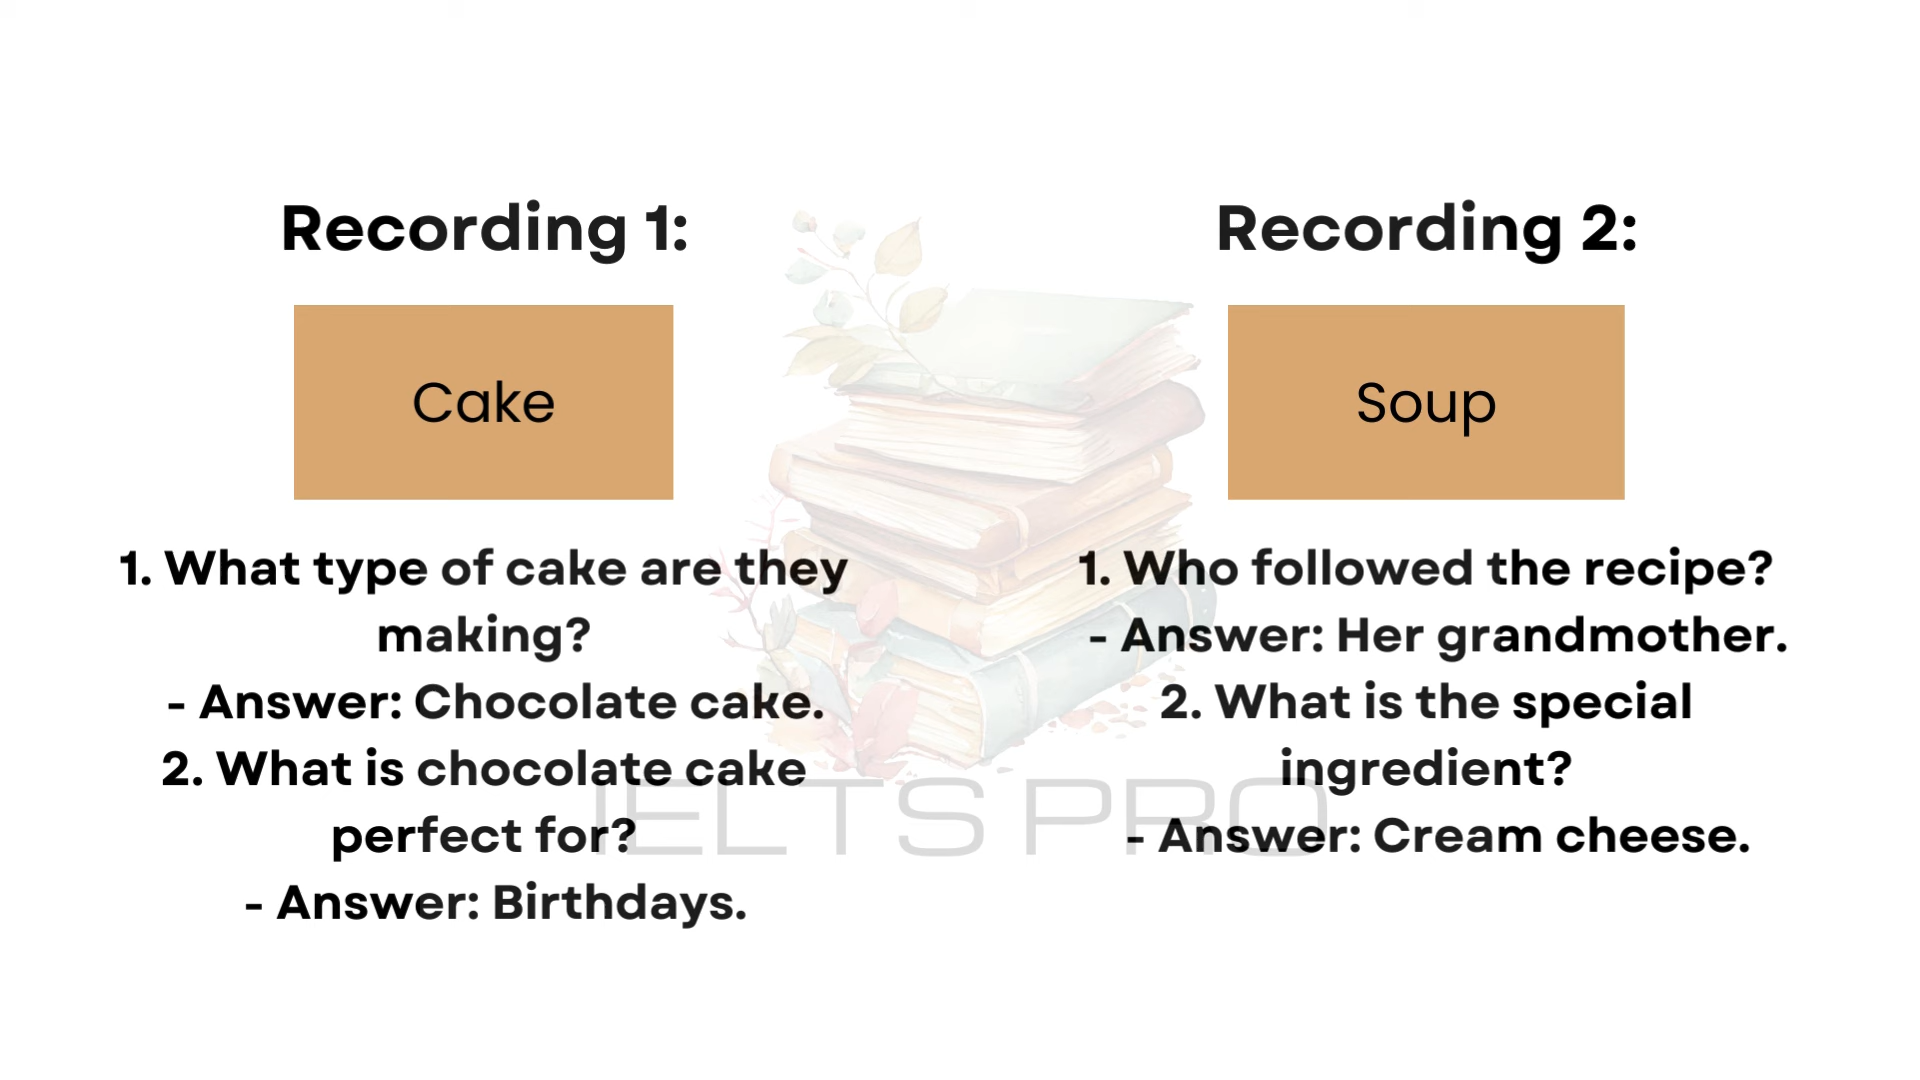 Recording 1:
Cake
1. What type of cake are they
making?
- Answer: Chocolate cake.
2. What is chocolate cake
perfect for?
- Answer: Birthdays.
Recording 2:
Soup
1. Who followed the recipe?
- Answer: Her grandmother.
2. What is the special
ingredient?
- Answer: Cream cheese.
IELTS PRO